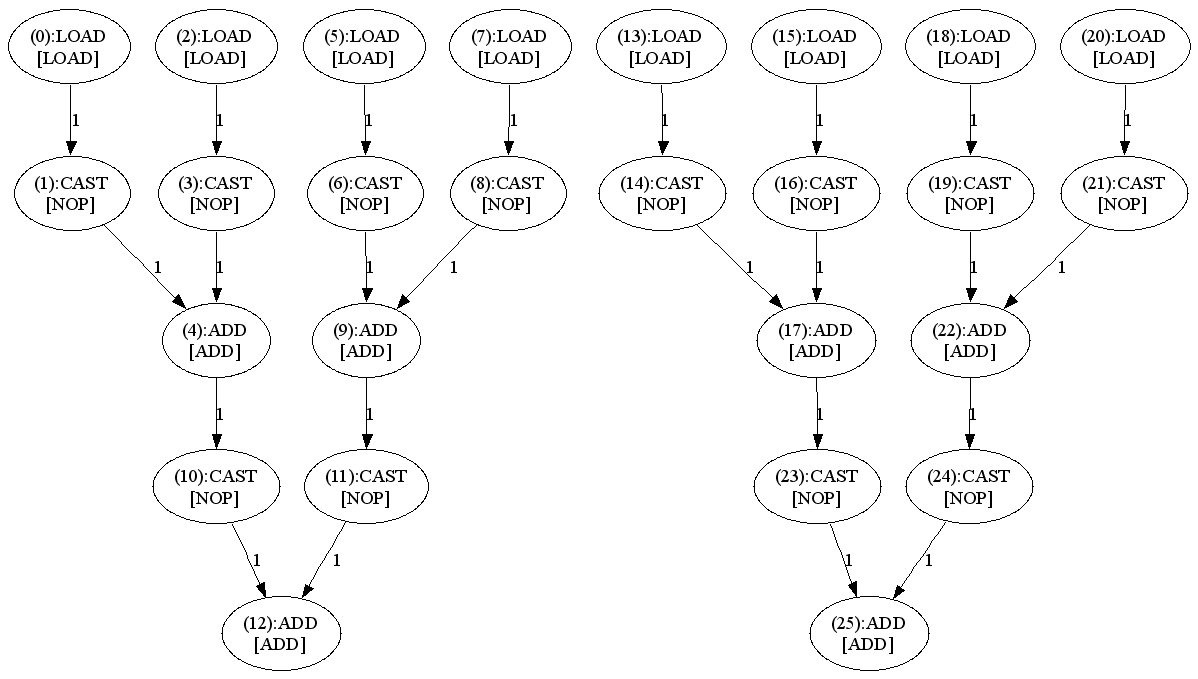 (0):LOAD
[LOAD]
(2):LOAD
[LOAD]
(5):LOAD
[LOAD]
(7):LOAD
[LOAD]
(13):LOAD
[LOAD]
(15):LOAD
[LOAD]
(18):LOAD
[LOAD]
(20):LOAD
[LOAD]
1
1
1
1
1
1
1
1
(1):CAST
[NOP]
(3):CAST
[NOP]
(6):CAST
[NOP]
(8):CAST
[NOP]
(14):CAST
[NOP]
(16):CAST
[NOP]
(19):CAST
[NOP]
(21):CAST
[NOP]
1
1
1
1
1
1
1
1
(4):ADD
[ADD]
(9):ADD
[ADD]
(17):ADD
[ADD]
(22):ADD
[ADD]
1
1
1
1
(10):CAST
[NOP]
(11):CAST
[NOP]
(23):CAST
[NOP]
(24):CAST
[NOP]
1
1
1
1
(12):ADD
[ADD]
(25):ADD
[ADD]